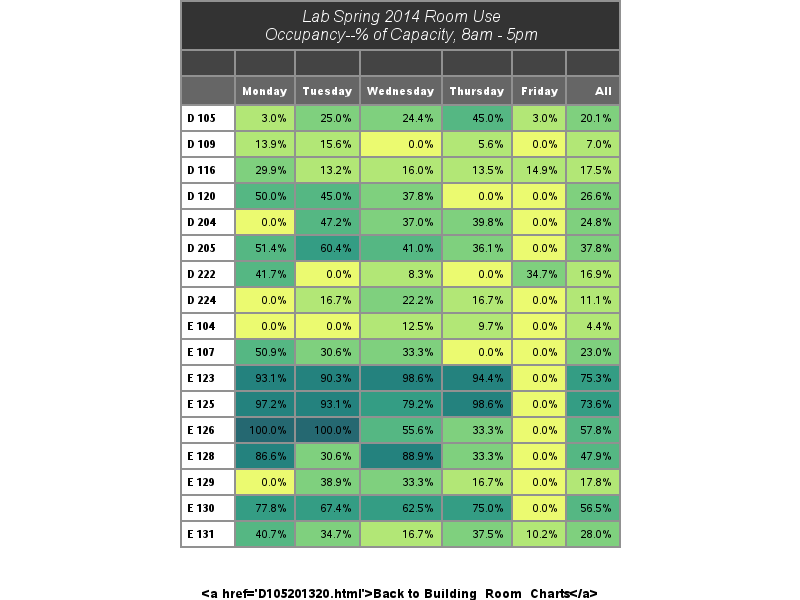 Lab Spring 2014 Room Use
Occupancy--% of Capacity, 8am - 5pm
Monday Tuesday Wednesday Thursday Friday All
D 105 3.0% 25.0% 24.4% 45.0% 3.0% 20.1%
D 109 13.9% 15.6% 0.0% 5.6% 0.0% 7.0%
D 116 29.9% 13.2% 16.0% 13.5% 14.9% 17.5%
D 120 50.0% 45.0% 37.8% 0.0% 0.0% 26.6%
D 204 0.0% 47.2% 37.0% 39.8% 0.0% 24.8%
D 205 51.4% 60.4% 41.0% 36.1% 0.0% 37.8%
D 222 41.7% 0.0% 8.3% 0.0% 34.7% 16.9%
D 224 0.0% 16.7% 22.2% 16.7% 0.0% 11.1%
E 104 0.0% 0.0% 12.5% 9.7% 0.0% 4.4%
E 107 50.9% 30.6% 33.3% 0.0% 0.0% 23.0%
E 123 93.1% 90.3% 98.6% 94.4% 0.0% 75.3%
E 125 97.2% 93.1% 79.2% 98.6% 0.0% 73.6%
E 126 100.0% 100.0% 55.6% 33.3% 0.0% 57.8%
E 128 86.6% 30.6% 88.9% 33.3% 0.0% 47.9%
E 129 0.0% 38.9% 33.3% 16.7% 0.0% 17.8%
E 130 77.8% 67.4% 62.5% 75.0% 0.0% 56.5%
E 131 40.7% 34.7% 16.7% 37.5% 10.2% 28.0%
<a href='D105201320.html'>Back to Building_Room_Charts</a>